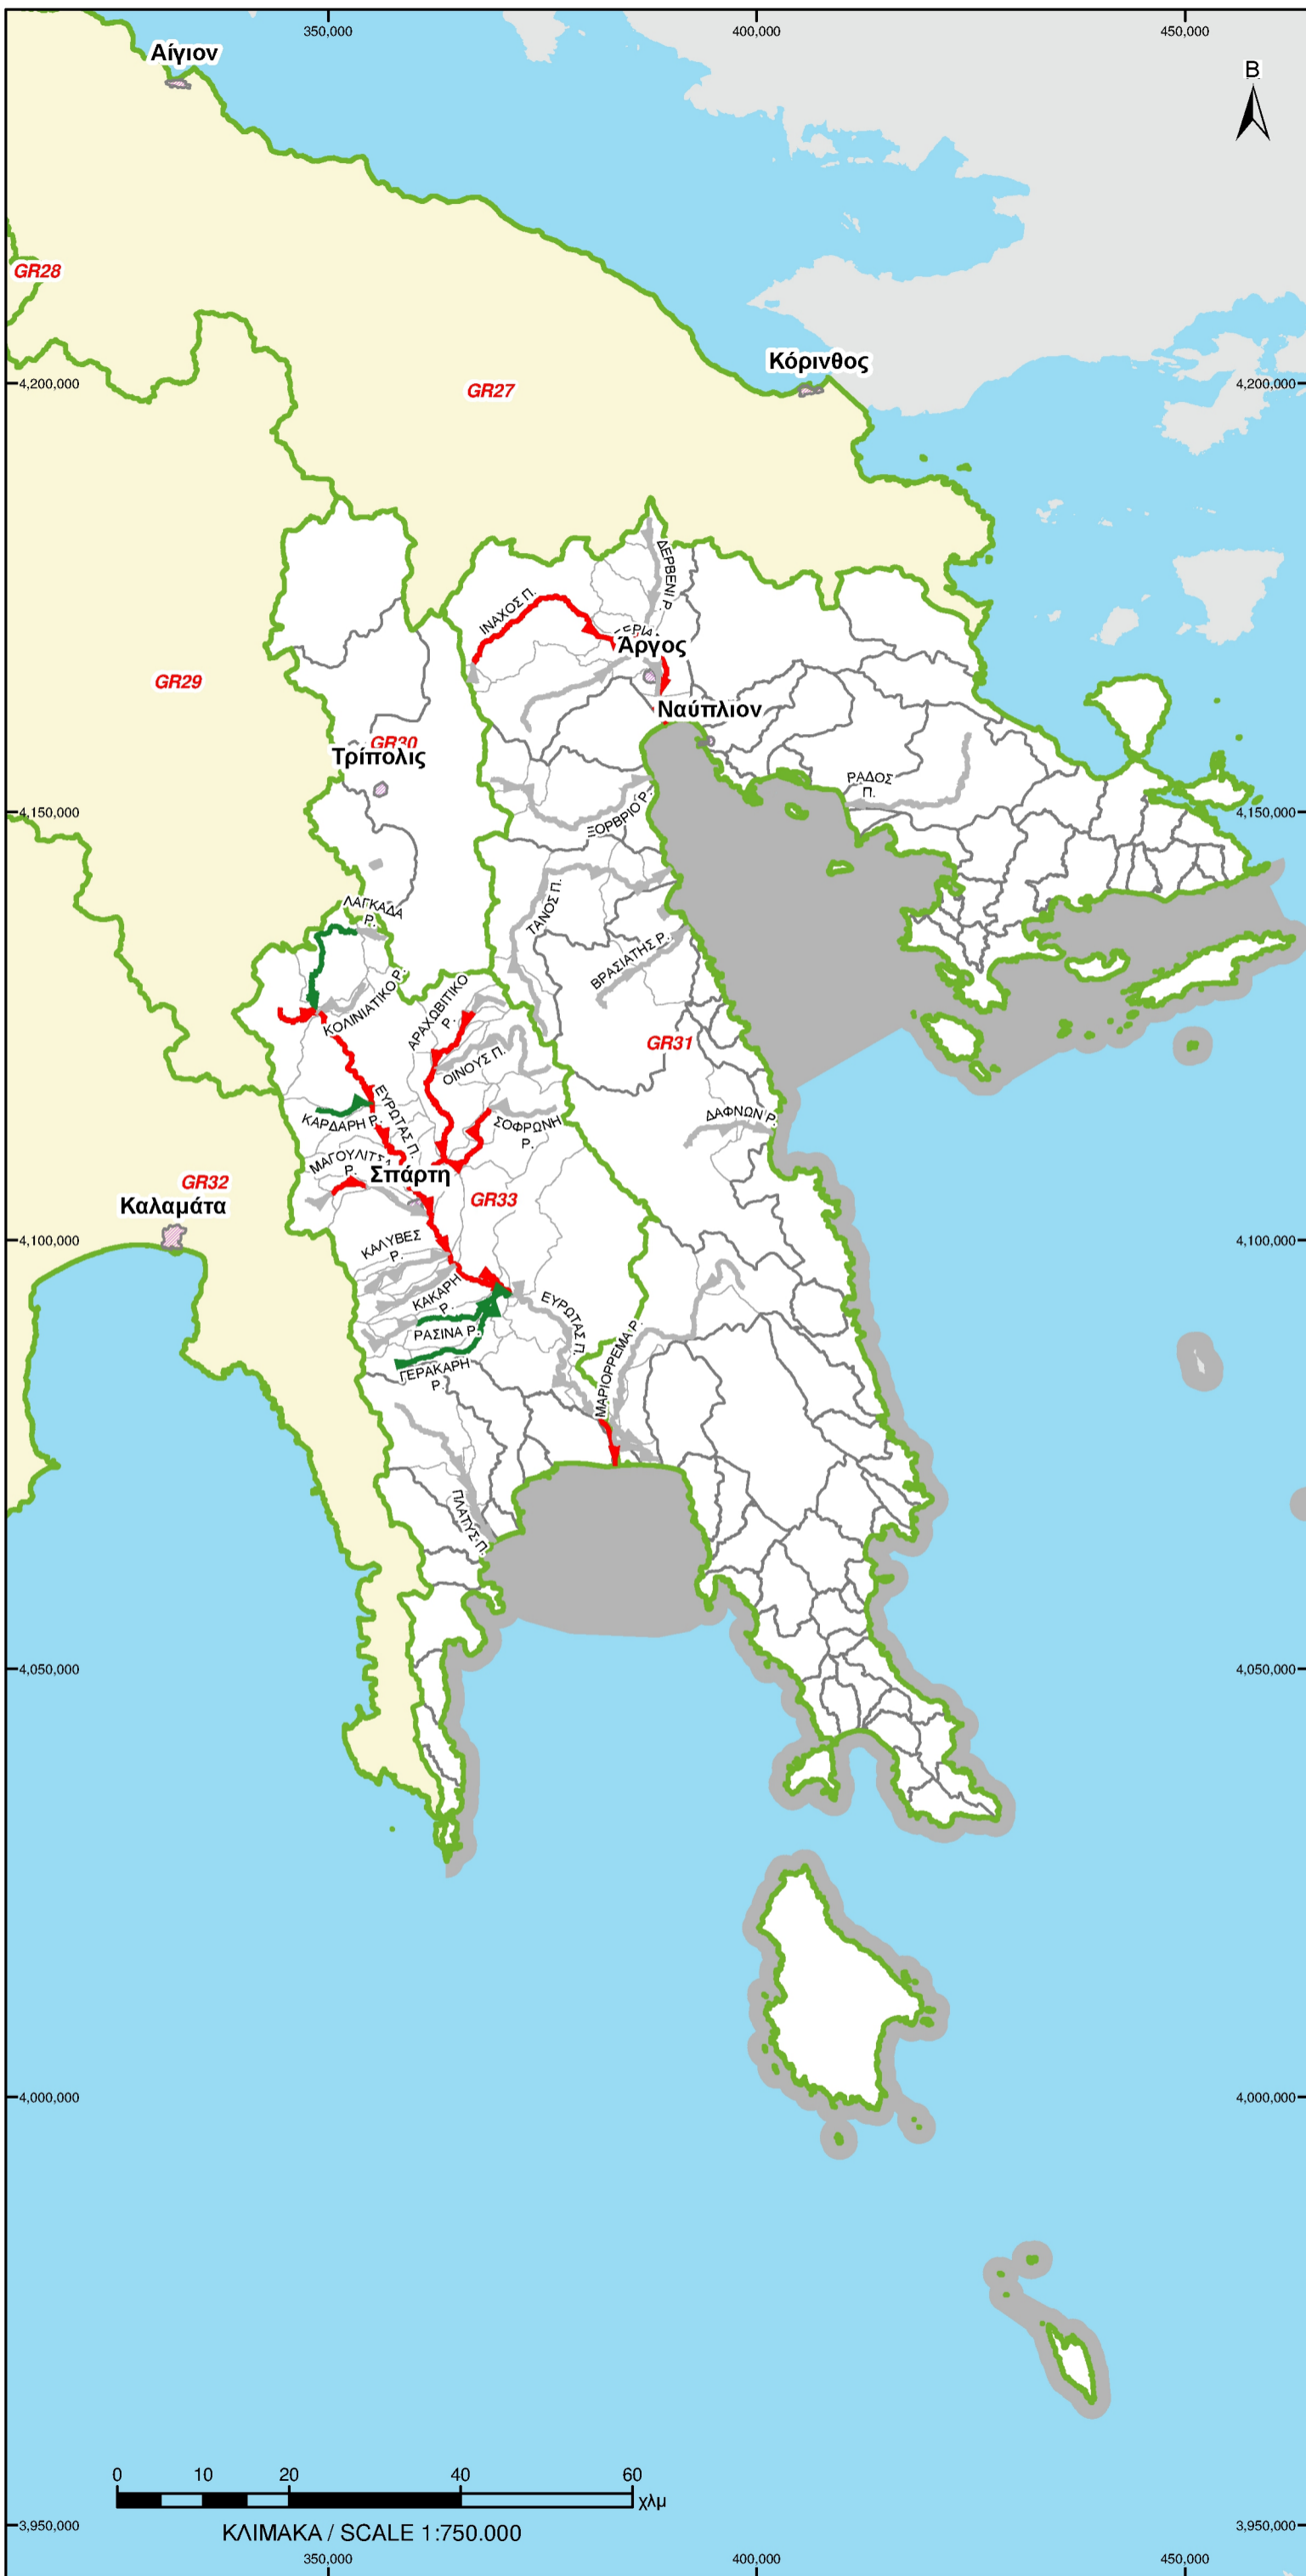 350,000
400,000
450,000
Αίγιον
B
GR28
Κόρινθος
4,200,000
4,200,000
GR27
ΔΕΡΒΕΝΙ Ρ.
ΙΝΑΧΟΣ Π.
Άργος
GR29
Ναύπλιον
GR30
Τρίπολις
ΡΑΔΟΣ
Π.
4,150,000
4,150,000
ΞΟΡΒΡΙΟ Ρ.
ΛΑΓΚΑΔΑ
Ρ.
ΤΑΝΟΣ Π.
ΒΡΑΣΙΑΤΗΣ Ρ.
ΚΟΛΙΝΙΑΤΙΚΟ Ρ.
ΑΡΑΧΩΒΙΤΙΚΟ
Ρ.
GR31
ΟΙΝΟΥΣ Π.
ΕΥΡΩΤΑΣ Π.
ΚΑΡΔΑΡΗ Ρ.
ΣΟΦΡΩΝΗ
Ρ.
ΔΑΦΝΩΝ Ρ.
ΜΑΓΟΥΛΙΤΣΑ
Ρ.
Σπάρτη
GR32
Καλαμάτα
GR33
4,100,000
4,100,000
ΚΑΛΥΒΕΣ
Ρ.
ΚΑΚΑΡΗ
Ρ.
ΕΥΡΩΤΑΣ Π.
ΡΑΣΙΝΑ Ρ.
ΜΑΡΙΟΡΡΕΜΑ Ρ.
ΓΕΡΑΚΑΡΗ
Ρ.
ΠΛΑΤΥΣ Π.
4,050,000
4,050,000
4,000,000
4,000,000
0 10 20 40 60
χλμ
ΚΛΙΜΑΚΑ / SCALE 1:750.000
3,950,000
3,950,000
350,000
400,000
450,000